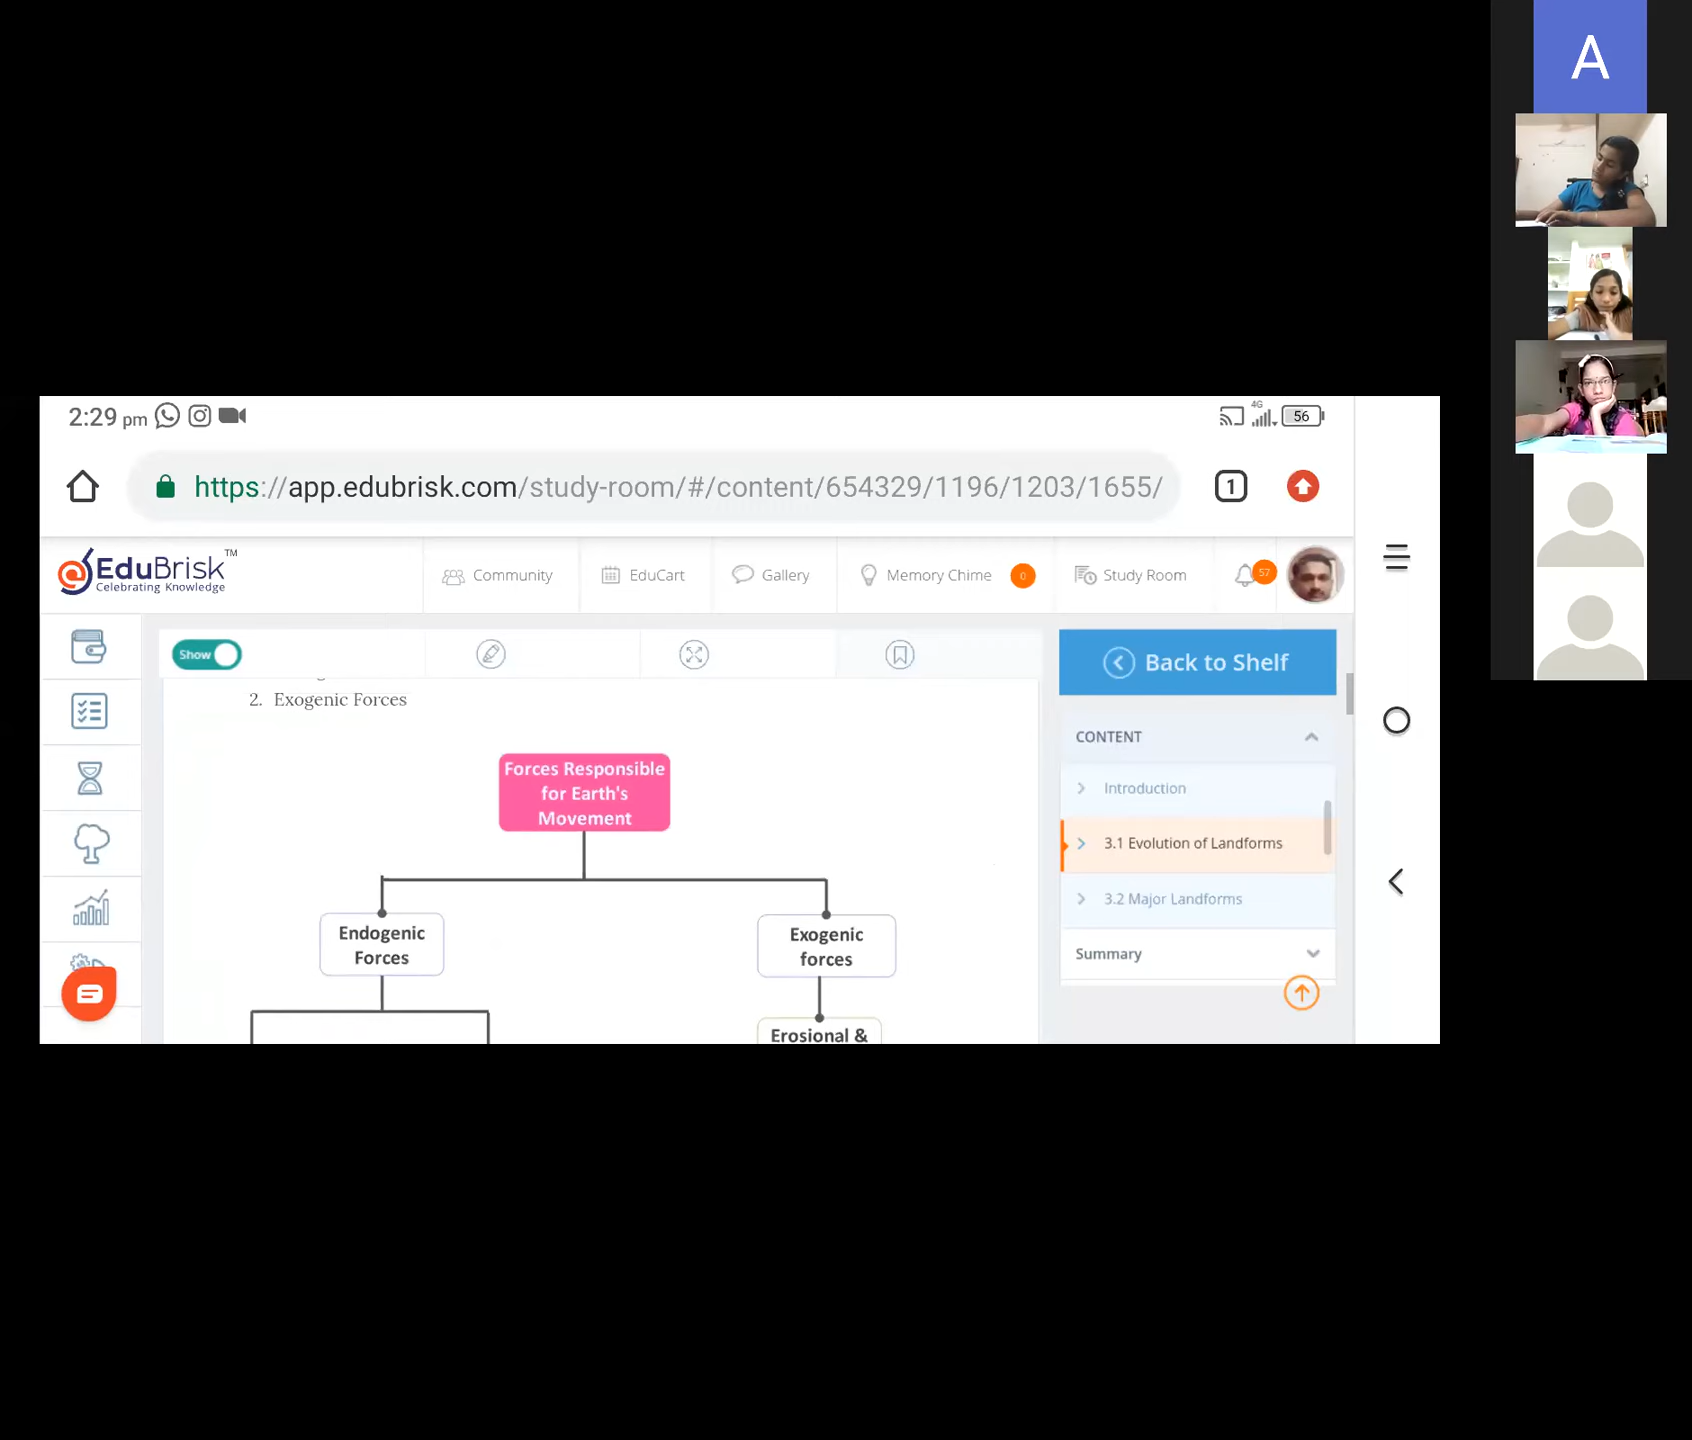 A
2:29 pm
4G
56
https://app.edubrisk.com/study-room/#/content/654329/1196/1203/1655/
1
EduBrisk TM
Celebrating Knowledge
Community
EduCart
Gallery
Memory Chime 0
Study Room
57
Show
Back to Shelf
2. Exogenic Forces
CONTENT
Introduction
3.1 Evolution of Landforms
3.2 Major Landforms
Summary
Forces Responsible
for Earth's
Movement
Endogenic
Forces
Exogenic
forces
Erosional &